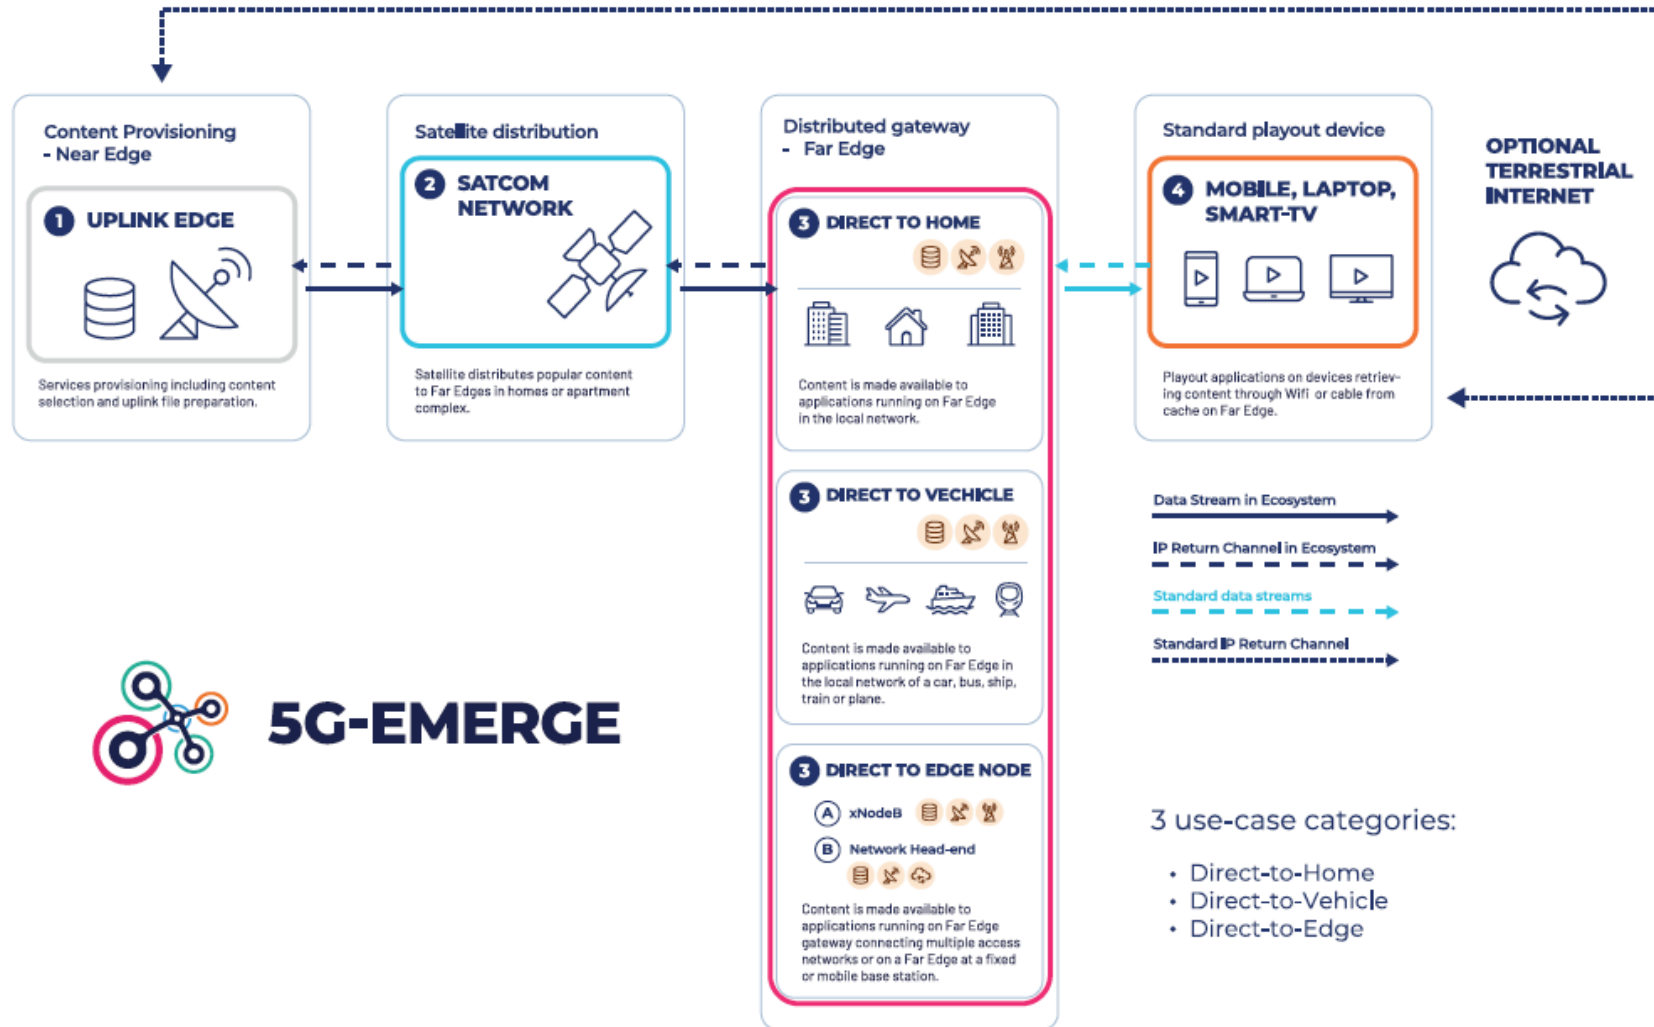 Content Provisioning
- Near Edge
1 UPLINK EDGE
Services provisioning including content
selection and uplink file preparation.
Satellite distribution
2 SATCOM
NETWORK
Satellite distributes popular content
to Far Edges in homes or apartment
complex.
Distributed gateway
- Far Edge
3 DIRECT TO HOME
Content is made available to
applications running on Far Edge
in the local network.
3 DIRECT TO VECHICLE
Content is made available to
applications running on Far Edge in
the local network of a car, bus, ship,
train or plane.
3 DIRECT TO EDGE NODE
A xNodeB
B Network Head-end
Content is made available to
applications running on Far Edge
gateway connecting multiple access
networks or on a Far Edge at a fixed
or mobile base station.
Standard playout device
4 MOBILE, LAPTOP,
SMART-TV
Playout applications on devices retriev-
ing content through Wifi or cable from
cache on Far Edge.
OPTIONAL
TERRESTRIAL
INTERNET
Data Stream in Ecosystem
IP Return Channel in Ecosystem
Standard data streams
Standard IP Return Channel
5G-EMERGE
3 use-case categories:
• Direct-to-Home
• Direct-to-Vehicle
• Direct-to-Edge